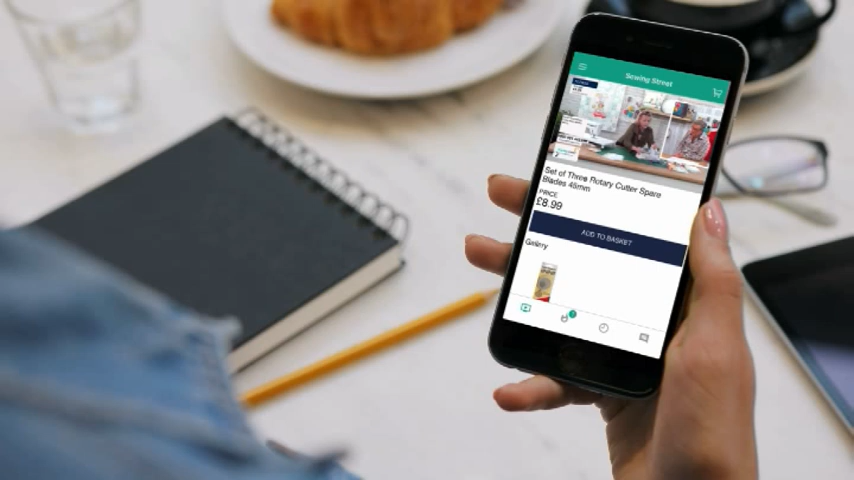 Sewing Street
Set of Three Rotary Cutter Spare
Blades 45mm
PRICE
£8.99
ADD TO BASKET
Gallery